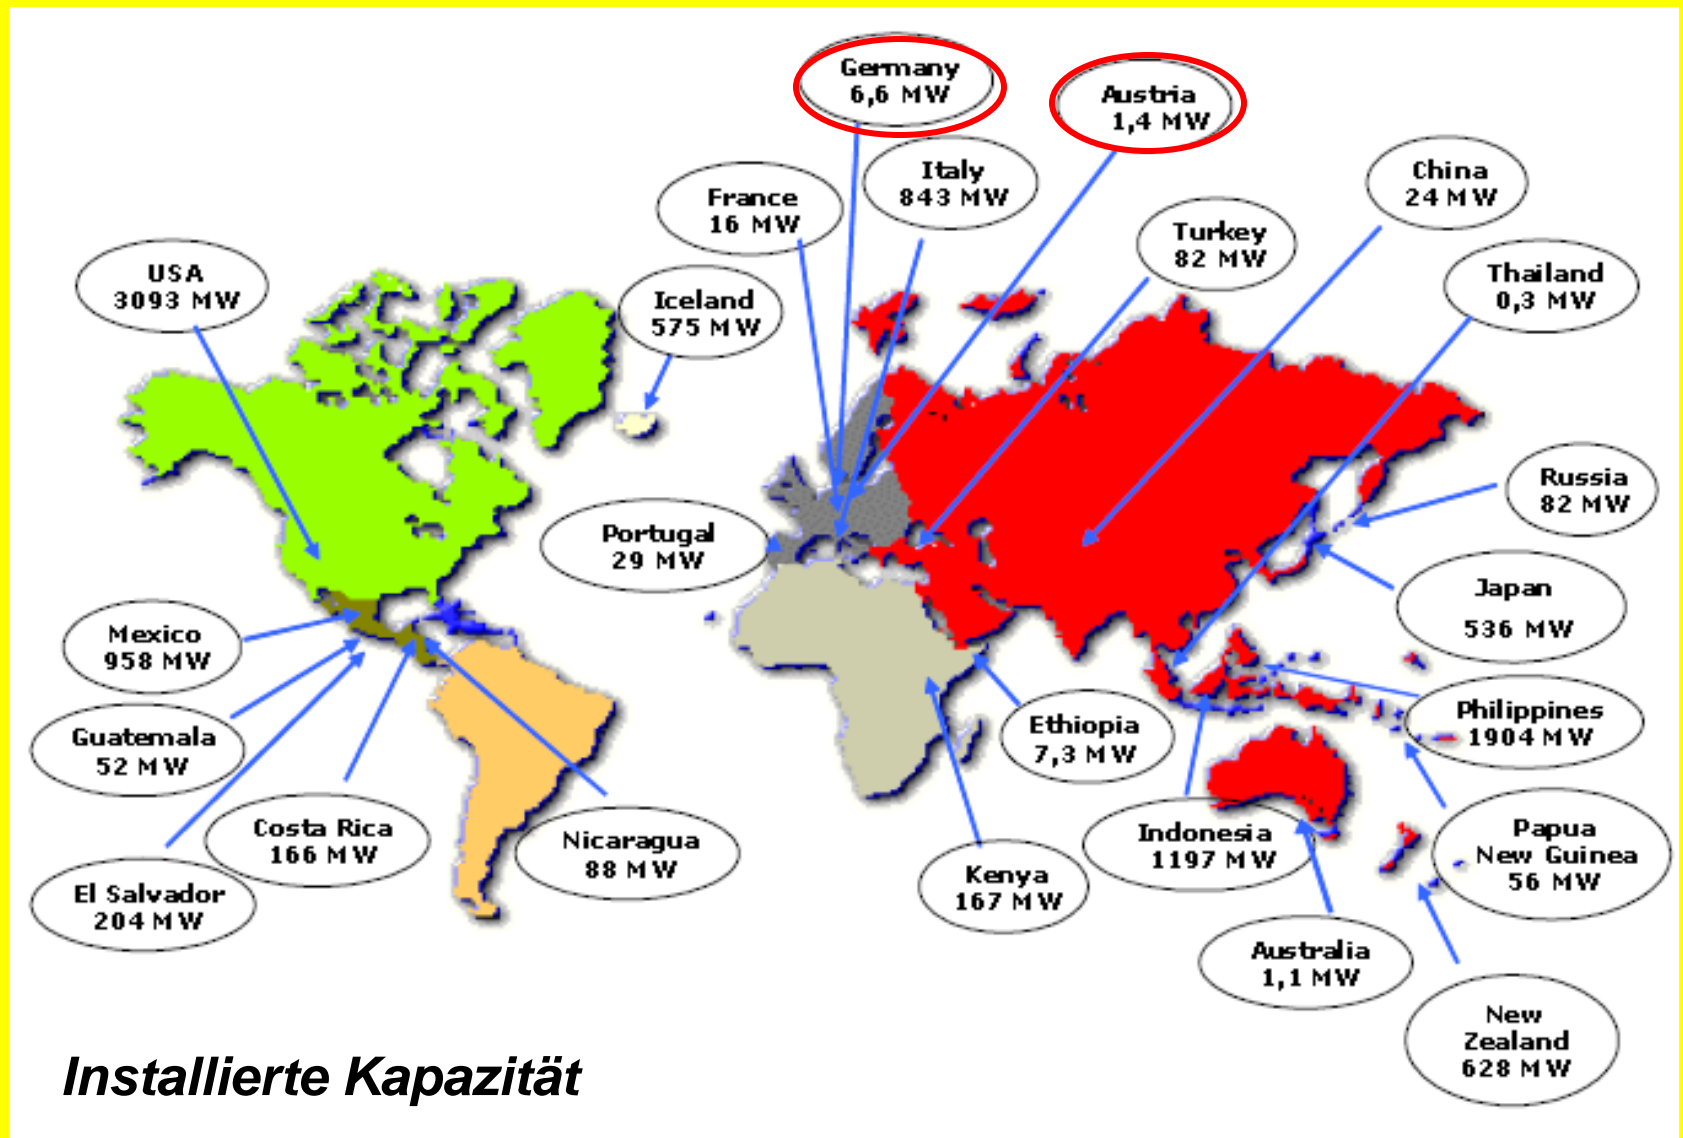 Germany
6,6 MW
Austria
1,4 MW
Italy
843 MW
China
24 MW
France
16 MW
Turkey
82 MW
USA
3093 MW
Iceland
575 MW
Thailand
0,3 MW
Russia
82 MW
Portugal
29 MW
Japan
536 MW
Mexico
958 MW
Philippines
1904 MW
Guatemala
52 MW
Ethiopia
7,3 MW
Costa Rica
166 MW
Nicaragua
88 MW
Indonesia
1197 MW
Papua
New Guinea
56 MW
El Salvador
204 MW
Kenya
167 MW
Australia
1,1 MW
New
Zealand
628 MW
Installierte Kapazität